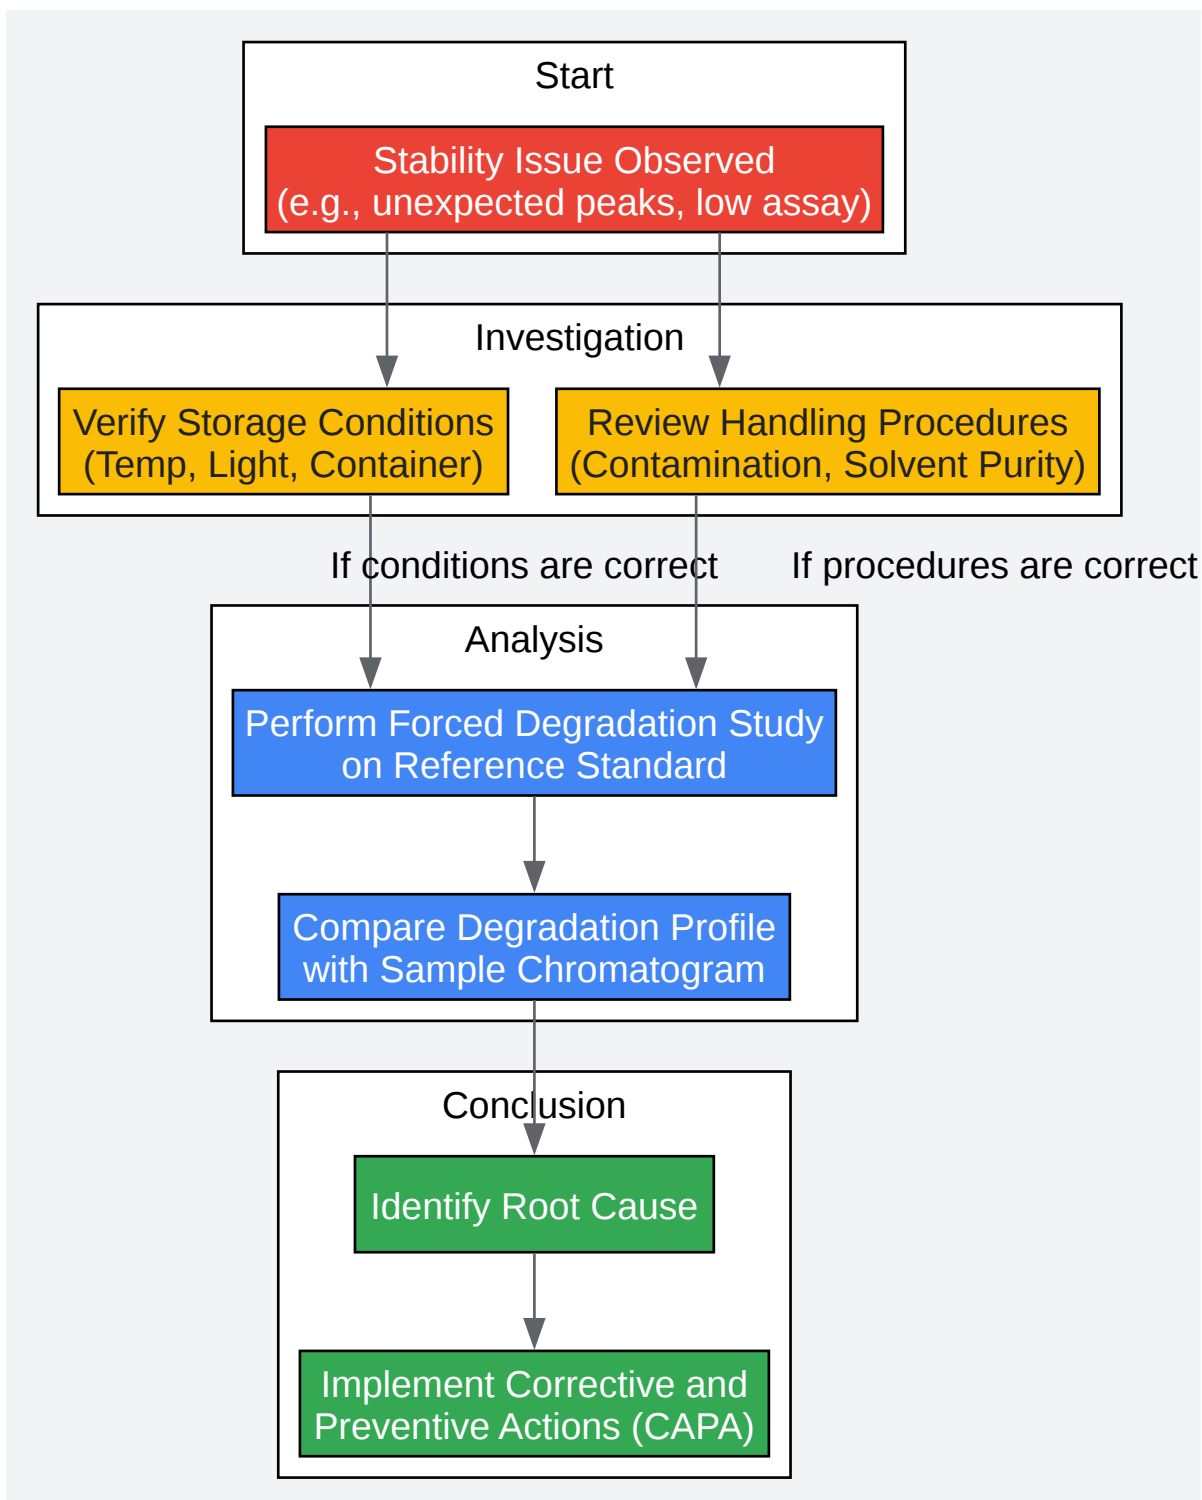 Start
Stability Issue Observed
(e.g., unexpected peaks, low assay)
Investigation
Verify Storage Conditions
(Temp, Light, Container)
Review Handling Procedures
(Contamination, Solvent Purity)
If conditions are correct
If procedures are correct
Analysis
Perform Forced Degradation Study
on Reference Standard
Compare Degradation Profile
with Sample Chromatogram
Conclusion
Identify Root Cause
Implement Corrective and
Preventive Actions (CAPA)